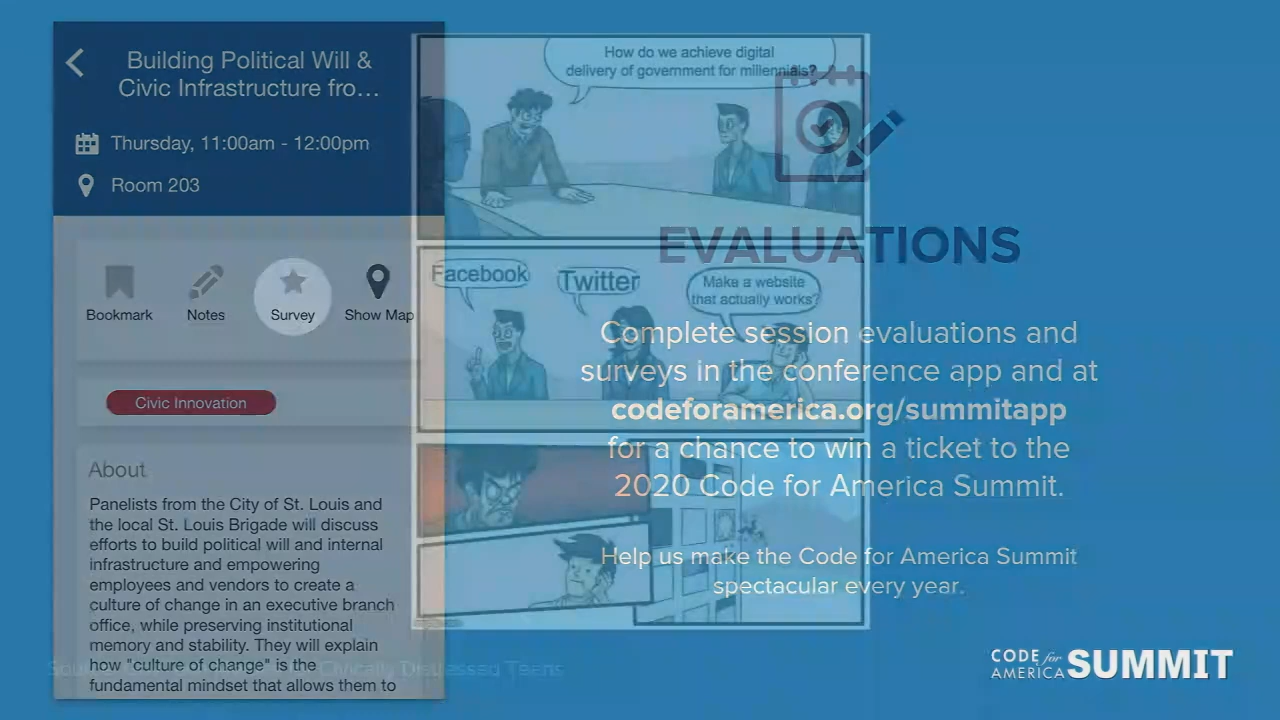 Building Political Will &
Civic Infrastructure fro...
Thursday, 11:00am - 12:00pm
Room 203
Bookmark
Notes
Survey
Show Map
Civic Innovation
About
Panelists from the City of St. Louis and
the local St. Louis Brigade will discuss
efforts to build political will and internal
infrastructure and empowering
employees and vendors to create a
culture of change in an executive branch
office, while preserving institutional
memory and stability. They will explain
how "culture of change" is the
fundamental mindset that allows them to
How do we achieve digital
delivery of government for millennials?
Facebook
Twitter
Make a website
that actually works?
EVALUATIONS
Complete session evaluations and
surveys in the conference app and at
codeforamerica.org/summitapp
for a chance to win a ticket to the
2020 Code for America Summit.
Help us make the Code for America Summit
spectacular every year.
Teens
CODE for
AMERICA SUMMIT